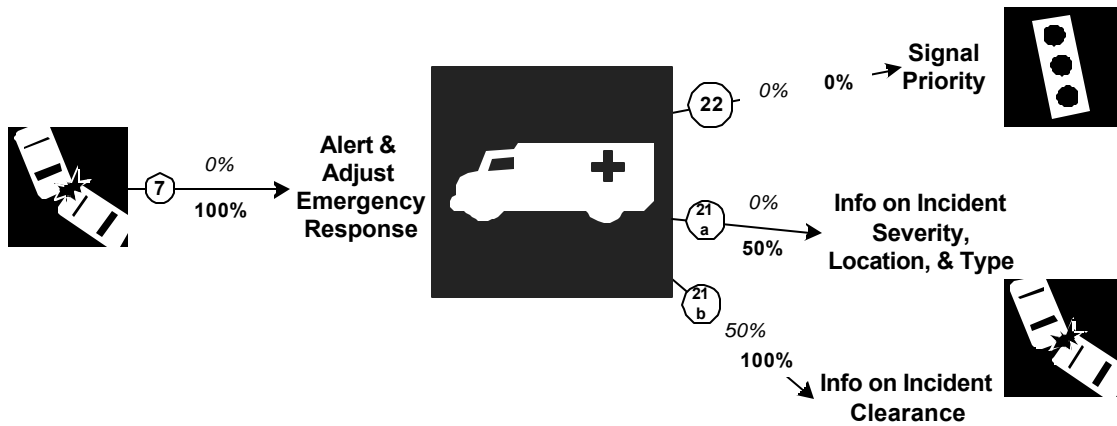 Signal
Priority
22
0%
0%
7
0%
100%
Alert &
Adjust
Emergency
Response
21
a
0%
50%
Info on Incident
Severity,
Location, & Type
21
b
50%
100%
Info on Incident
Clearance